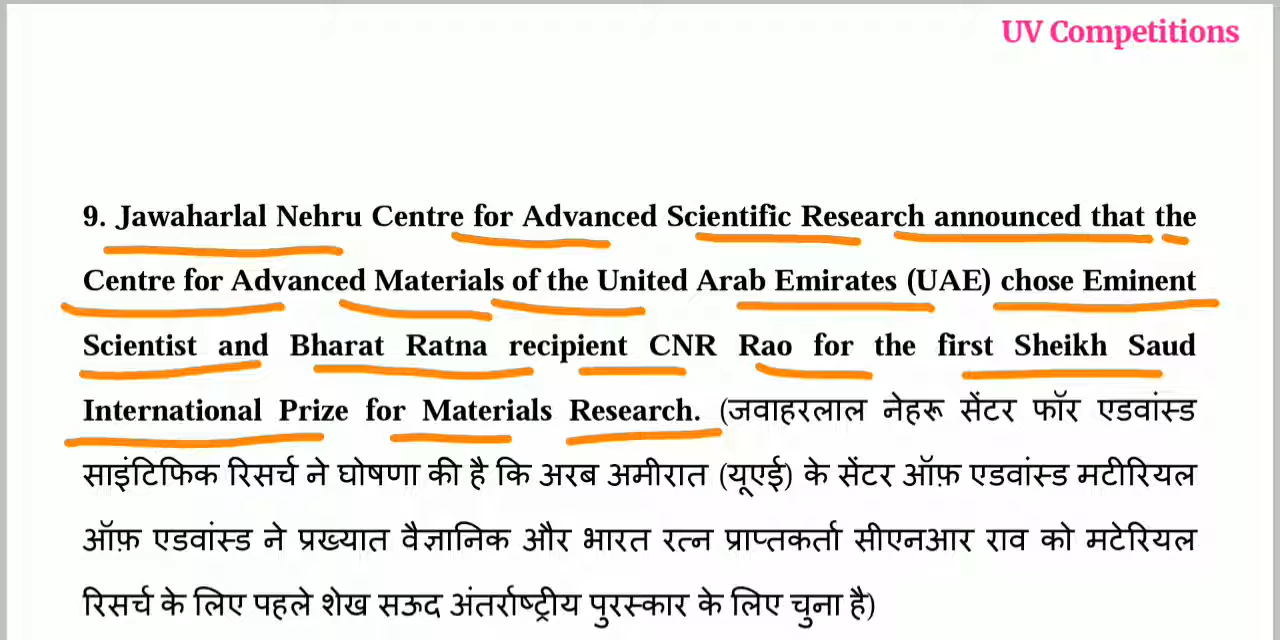 UV Competitions
9. Jawaharlal Nehru Centre for Advanced Scientific Research announced that the
Centre for Advanced Materials of the United Arab Emirates (UAE) chose Eminent
Scientist and Bharat Ratna recipient CNR Rao for the first Sheikh Saud
International Prize for Materials Research. (जवाहरलाल नेहरू सेंटर फॉर एडवांस्ड
साइंटिफिक रिसर्च ने घोषणा की है कि अरब अमीरात (यूएई) के सेंटर ऑफ़ एडवांस्ड मटीरियल
ऑफ़ एडवांस्ड ने प्रख्यात वैज्ञानिक और भारत रत्न प्राप्तकर्ता सीएनआर राव को मटेरियल
रिसर्च के लिए पहले शेख सऊद अंतर्राष्ट्रीय पुरस्कार के लिए चुना है)